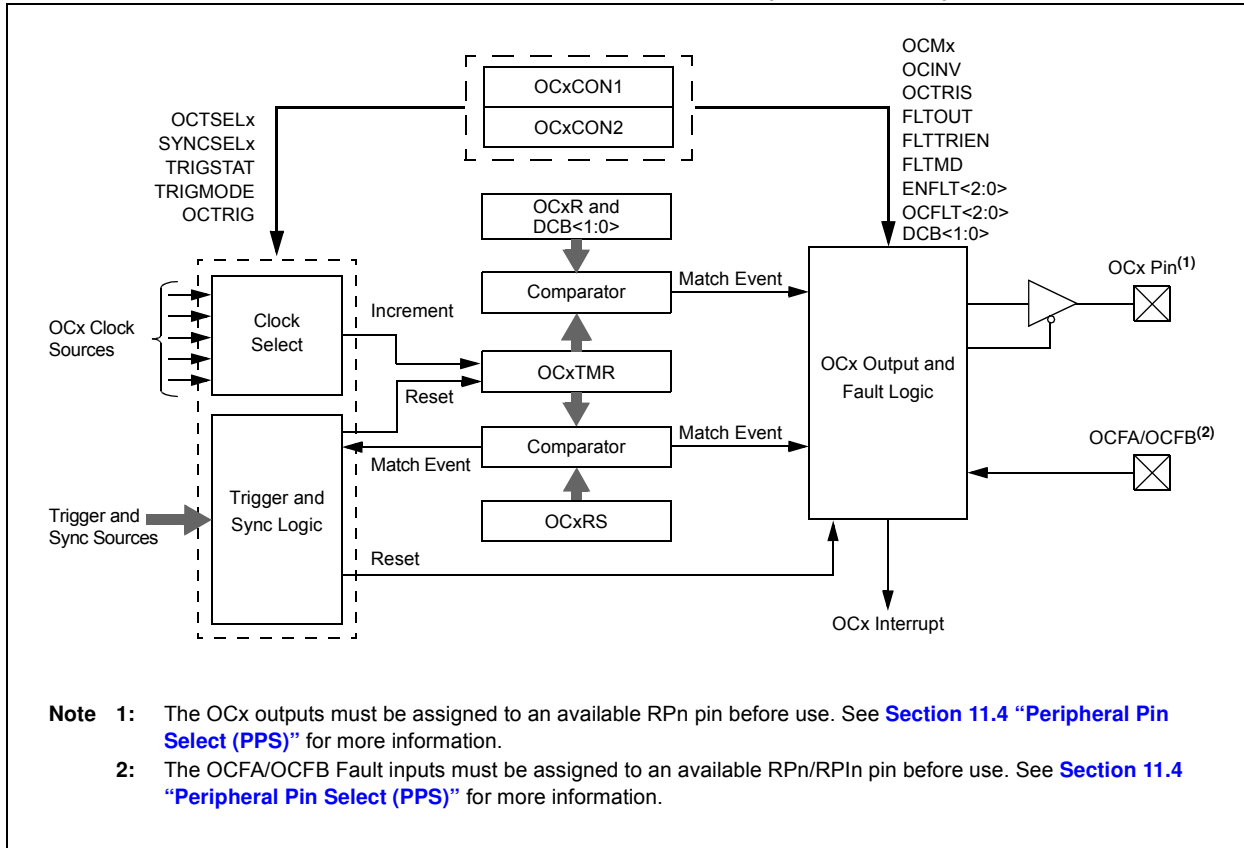 OCxCON1
OCxCON2
OCTSELx
SYNCSELx
TRIGSTAT
TRIGMODE
OCTRIG
OCMx
OCINV
OCTRIS
FLTOUT
FLTTRIEN
FLTMD
ENFLT<2:0>
OCFLT<2:0>
DCB<1:0>
OCxR and
DCB<1:0>
Comparator
Match Event
OCx Pin(1)
OCx Clock
Sources
Clock
Select
Increment
OCxTMR
Reset
OCx Output and
Fault Logic
Comparator
Match Event
Match Event
OCFA/OCFB(2)
Trigger and
Sync Logic
OCxRS
Trigger and
Sync Sources
Reset
OCx Interrupt
Note 1: The OCx outputs must be assigned to an available RPn pin before use. See Section 11.4 “Peripheral Pin
Select (PPS)” for more information.
2: The OCFA/OCFB Fault inputs must be assigned to an available RPn/RPIn pin before use. See Section 11.4
“Peripheral Pin Select (PPS)” for more information.